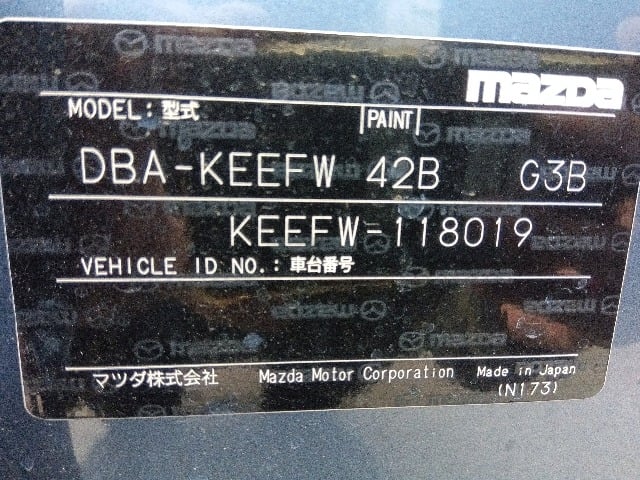 mazda
MODEL: 型式 PAINT
DBA-KEEFW 42B G3B
KEEFW-118019
VEHICLE ID NO.: 車台番号
マツダ株式会社 Mazda Motor Corporation Made in Japan
(N173)